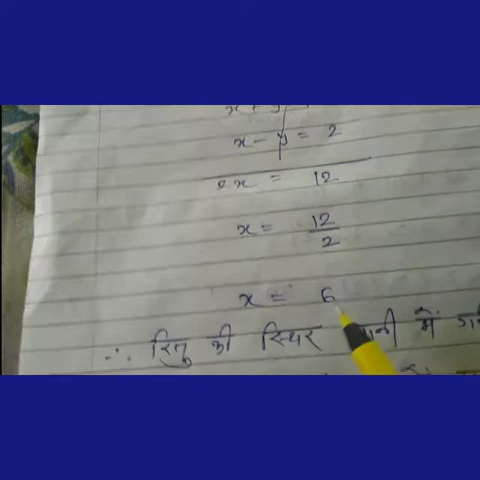 x - y = 2
2x = 12
x = 12/2
x = 6
∴ रितु की स्थिर पानी में